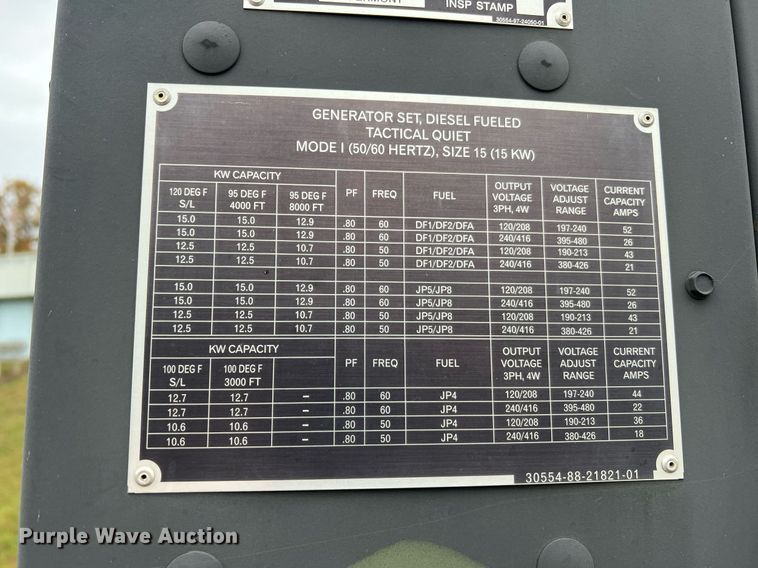 INSP STAMP
30554-97-24050-01
GENERATOR SET, DIESEL FUELED
TACTICAL QUIET
MODE I (50/60 HERTZ), SIZE 15 (15 KW)
KW CAPACITY PF FREQ FUEL OUTPUT VOLTAGE 3PH, 4W VOLTAGE ADJUST RANGE CURRENT CAPACITY AMPS
120 DEG F S/L 95 DEG F 4000 FT 95 DEG F 8000 FT
15.0 15.0 12.9 .80 60 DF1/DF2/DFA 120/208 197-240 52
15.0 15.0 12.9 .80 60 DF1/DF2/DFA 240/416 395-480 26
12.5 12.5 10.7 .80 50 DF1/DF2/DFA 120/208 190-213 43
12.5 12.5 10.7 .80 50 DF1/DF2/DFA 240/416 380-426 21
15.0 15.0 12.9 .80 60 JP5/JP8 120/208 197-240 52
15.0 15.0 12.9 .80 60 JP5/JP8 240/416 395-480 26
12.5 12.5 10.7 .80 50 JP5/JP8 120/208 190-213 43
12.5 12.5 10.7 .80 50 JP5/JP8 240/416 380-426 21
KW CAPACITY PF FREQ FUEL OUTPUT VOLTAGE 3PH, 4W VOLTAGE ADJUST RANGE CURRENT CAPACITY AMPS
100 DEG F S/L 100 DEG F 3000 FT
12.7 12.7 – .80 60 JP4 120/208 197-240 44
12.7 12.7 – .80 60 JP4 240/416 395-480 22
10.6 10.6 – .80 50 JP4 120/208 190-213 36
10.6 10.6 – .80 50 JP4 240/416 380-426 18
30554-88-21821-01
Purple Wave Auction